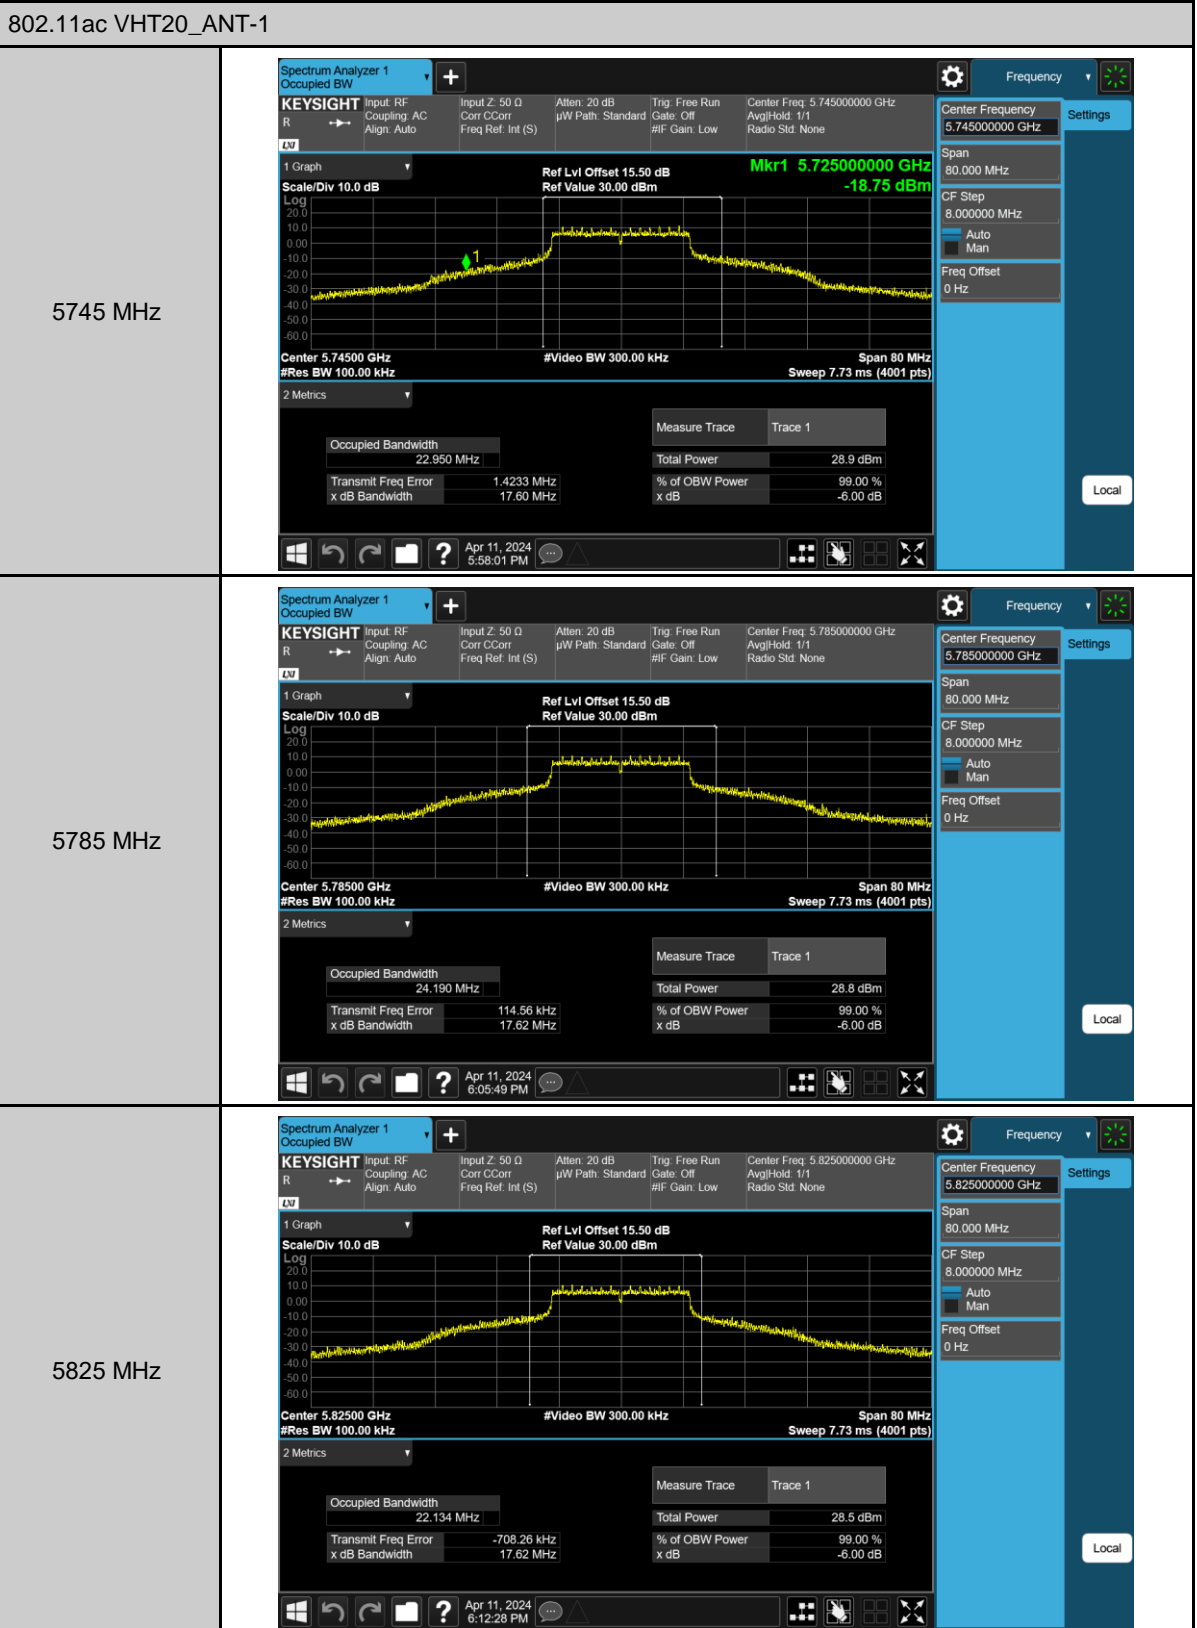 802.11ac VHT20_ANT-1
5745 MHz
Spectrum Analyzer 1
Occupied BW
Frequency
KEYSIGHT Input: RF Input Z: 50 Ω Atten: 20 dB Trig: Free Run Center Freq: 5.745000000 GHz
R Coupling: AC Corr CCorr µW Path: Standard Gate: Off Avg|Hold: 1/1
Align: Auto Freq Ref: Int (S) #IF Gain: Low Radio Std: None
LXI
Center Frequency
5.745000000 GHz
Settings
Span
80.000 MHz
CF Step
8.000000 MHz
Auto
Man
Freq Offset
0 Hz
Local
1 Graph
Ref Lvl Offset 15.50 dB
Mkr1 5.725000000 GHz
Scale/Div 10.0 dB Ref Value 30.00 dBm -18.75 dBm
Log
20.0
10.0
0.00
-10.0
-20.0
-30.0
-40.0
-50.0
-60.0
1
Center 5.74500 GHz #Video BW 300.00 kHz Span 80 MHz
#Res BW 100.00 kHz Sweep 7.73 ms (4001 pts)
2 Metrics
Measure Trace Trace 1
Occupied Bandwidth
22.950 MHz Total Power 28.9 dBm
Transmit Freq Error 1.4233 MHz % of OBW Power 99.00 %
x dB Bandwidth 17.60 MHz x dB -6.00 dB
? Apr 11, 2024
5:58:01 PM
5785 MHz
Spectrum Analyzer 1
Occupied BW
Frequency
KEYSIGHT Input: RF Input Z: 50 Ω Atten: 20 dB Trig: Free Run Center Freq: 5.785000000 GHz
R Coupling: AC Corr CCorr µW Path: Standard Gate: Off Avg|Hold: 1/1
Align: Auto Freq Ref: Int (S) #IF Gain: Low Radio Std: None
LXI
Center Frequency
5.785000000 GHz
Settings
Span
80.000 MHz
CF Step
8.000000 MHz
Auto
Man
Freq Offset
0 Hz
Local
1 Graph
Ref Lvl Offset 15.50 dB
Scale/Div 10.0 dB Ref Value 30.00 dBm
Log
20.0
10.0
0.00
-10.0
-20.0
-30.0
-40.0
-50.0
-60.0
Center 5.78500 GHz #Video BW 300.00 kHz Span 80 MHz
#Res BW 100.00 kHz Sweep 7.73 ms (4001 pts)
2 Metrics
Measure Trace Trace 1
Occupied Bandwidth
24.190 MHz Total Power 28.8 dBm
Transmit Freq Error 114.56 kHz % of OBW Power 99.00 %
x dB Bandwidth 17.62 MHz x dB -6.00 dB
? Apr 11, 2024
6:05:49 PM
5825 MHz
Spectrum Analyzer 1
Occupied BW
Frequency
KEYSIGHT Input: RF Input Z: 50 Ω Atten: 20 dB Trig: Free Run Center Freq: 5.825000000 GHz
R Coupling: AC Corr CCorr µW Path: Standard Gate: Off Avg|Hold: 1/1
Align: Auto Freq Ref: Int (S) #IF Gain: Low Radio Std: None
LXI
Center Frequency
5.825000000 GHz
Settings
Span
80.000 MHz
CF Step
8.000000 MHz
Auto
Man
Freq Offset
0 Hz
Local
1 Graph
Ref Lvl Offset 15.50 dB
Scale/Div 10.0 dB Ref Value 30.00 dBm
Log
20.0
10.0
0.00
-10.0
-20.0
-30.0
-40.0
-50.0
-60.0
Center 5.82500 GHz #Video BW 300.00 kHz Span 80 MHz
#Res BW 100.00 kHz Sweep 7.73 ms (4001 pts)
2 Metrics
Measure Trace Trace 1
Occupied Bandwidth
22.134 MHz Total Power 28.5 dBm
Transmit Freq Error -708.26 kHz % of OBW Power 99.00 %
x dB Bandwidth 17.62 MHz x dB -6.00 dB
? Apr 11, 2024
6:12:28 PM